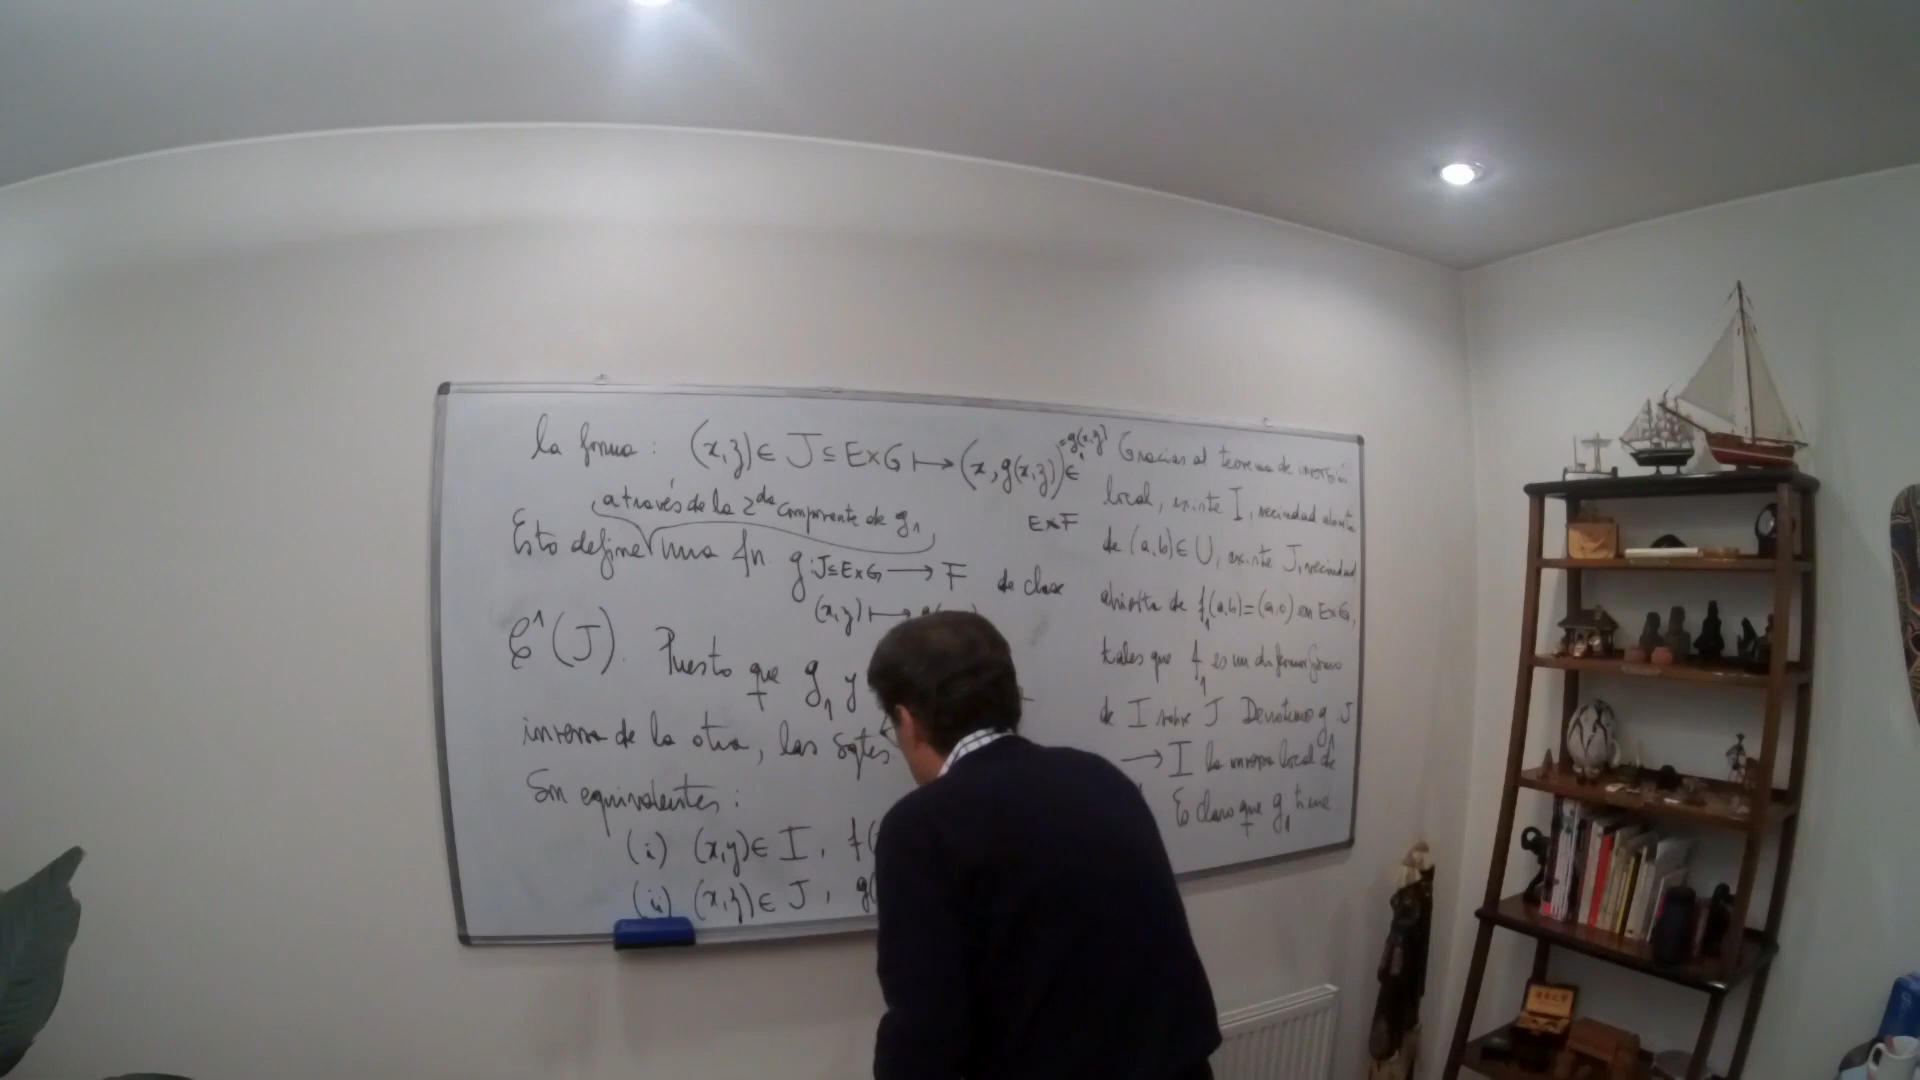 la forma : (x,z) ∈ J ⊆ E×G ↦ (x, g(x,z)) ∈
=g₁(x,z)
E×F
a través de la 2da componente de g₁
Esto define una fn g: J⊆E×G → F de clase
(x,z) ↦
𝒞¹(J). Puesto que g₁ y
inversa de la otra, las sgtes
son equivalentes :
(i) (x,y) ∈ I , f(
(ii) (x,z) ∈ J , g(
Gracias al teorema de inversión
local, existe I, vecindad abierta
de (a,b) ∈ U, existe J, vecindad
abierta de f₁(a,b)=(a,0) en E×G,
tales que f₁ es un difeomorfismo
de I sobre J Denotemos g₁ J
→ I la inversa local de
Es claro que g₁ tiene